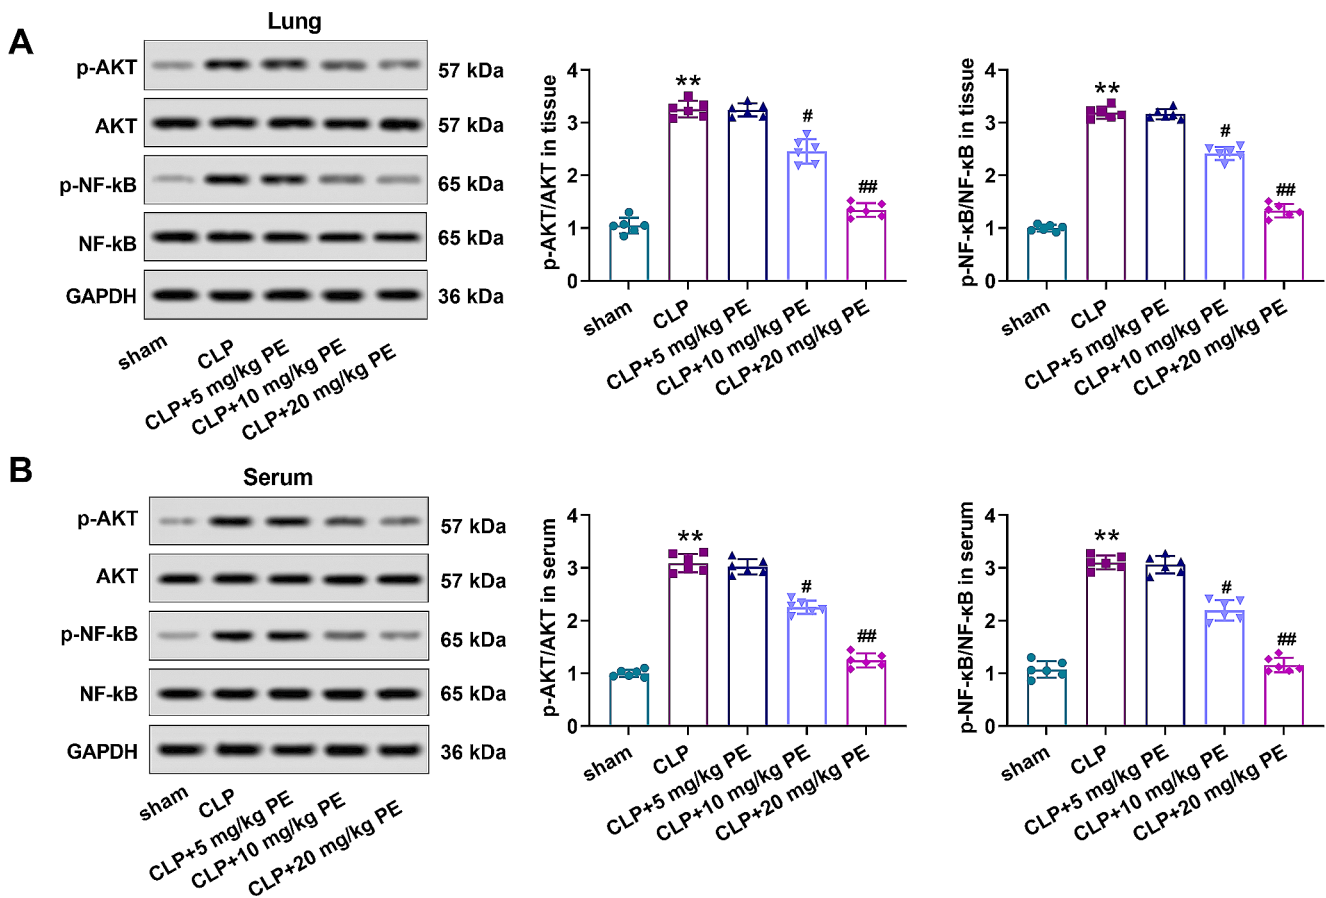 A
Lung
p-AKT
57 kDa
AKT
57 kDa
p-NF-kB
65 kDa
NF-kB
65 kDa
GAPDH
36 kDa
sham
CLP
CLP+5 mg/kg PE
CLP+10 mg/kg PE
CLP+20 mg/kg PE
p-AKT/AKT in tissue
4
3
2
1
0
**
#
##
sham
CLP
CLP+5 mg/kg PE
CLP+10 mg/kg PE
CLP+20 mg/kg PE
p-NF-κB/NF-κB in tissue
4
3
2
1
0
**
#
##
sham
CLP
CLP+5 mg/kg PE
CLP+10 mg/kg PE
CLP+20 mg/kg PE
B
Serum
p-AKT
57 kDa
AKT
57 kDa
p-NF-kB
65 kDa
NF-kB
65 kDa
GAPDH
36 kDa
sham
CLP
CLP+5 mg/kg PE
CLP+10 mg/kg PE
CLP+20 mg/kg PE
p-AKT/AKT in serum
4
3
2
1
0
**
#
##
sham
CLP
CLP+5 mg/kg PE
CLP+10 mg/kg PE
CLP+20 mg/kg PE
p-NF-κB/NF-κB in serum
4
3
2
1
0
**
#
##
sham
CLP
CLP+5 mg/kg PE
CLP+10 mg/kg PE
CLP+20 mg/kg PE